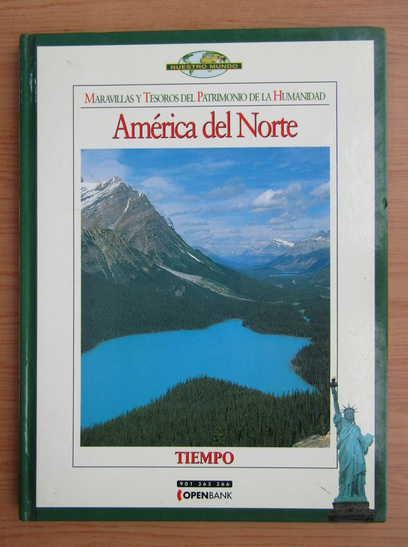 NUESTRO MUNDO
MARAVILLAS Y TESOROS DEL PATRIMONIO DE LA HUMANIDAD
América del Norte
TIEMPO
901 365 366
OPENBANK